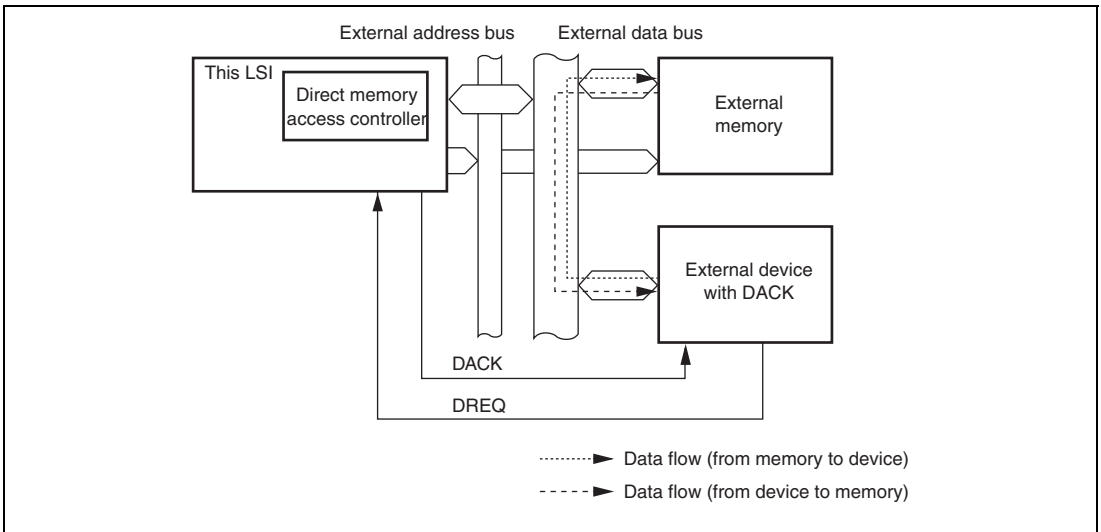 External address bus
External data bus
This LSI
Direct memory
access controller
External
memory
External device
with DACK
DACK
DREQ
Data flow (from memory to device)
Data flow (from device to memory)